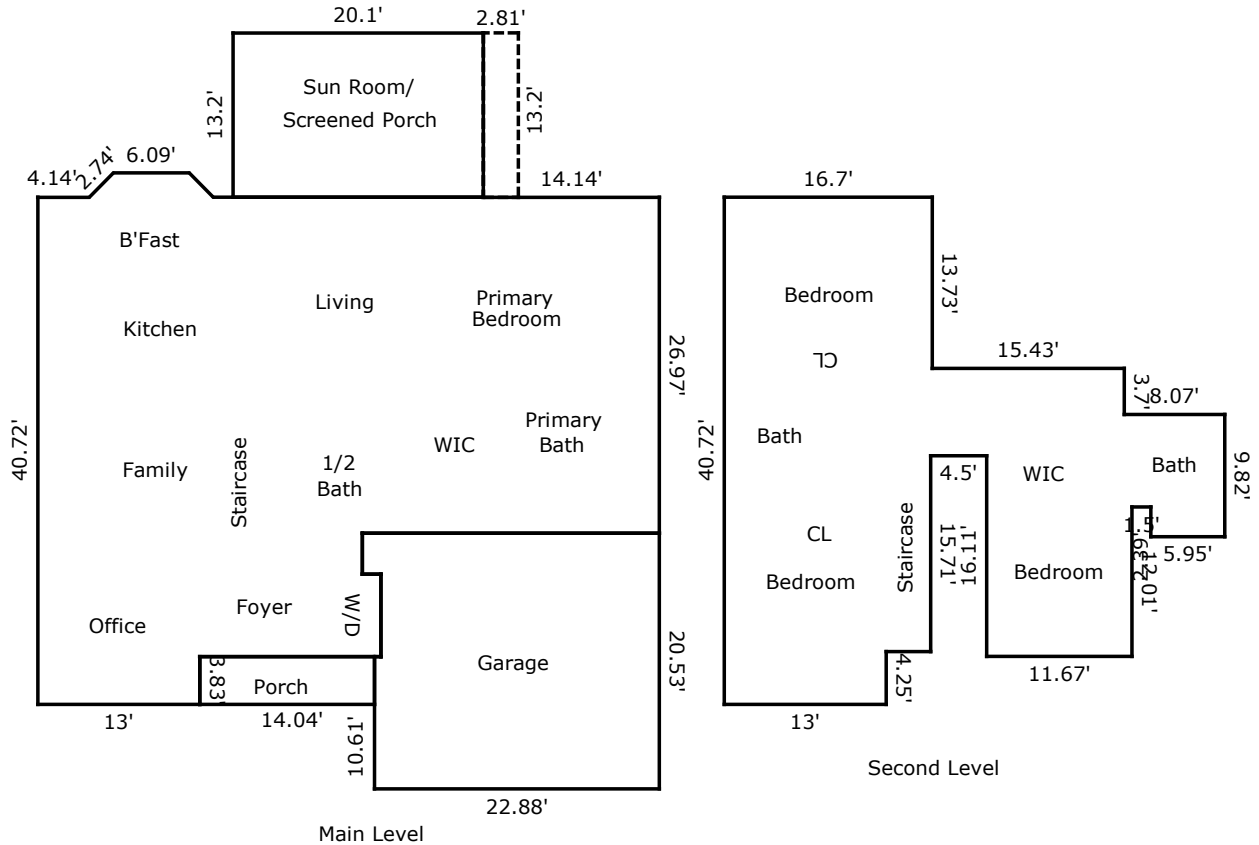 20.1'
2.81'
Sun Room/
Screened Porch
13.2'
13.2'
4.14'
2.74'
6.09'
14.14'
B'Fast
Kitchen
Living
Primary
Bedroom
26.97'
40.72'
Family
Staircase
1/2
Bath
WIC
Primary
Bath
Office
Foyer
W/D
Garage
20.53'
3.83'
Porch
13'
14.04'
10.61'
22.88'
Main Level
16.7'
Bedroom
13.73'
CL
15.43'
3.7'
8.07'
40.72'
Bath
4.5'
WIC
Bath
9.82'
CL
Staircase
15.71'
16.11'
1.5'
2.39'
12.01'
5.95'
Bedroom
Bedroom
4.25'
11.67'
13'
Second Level